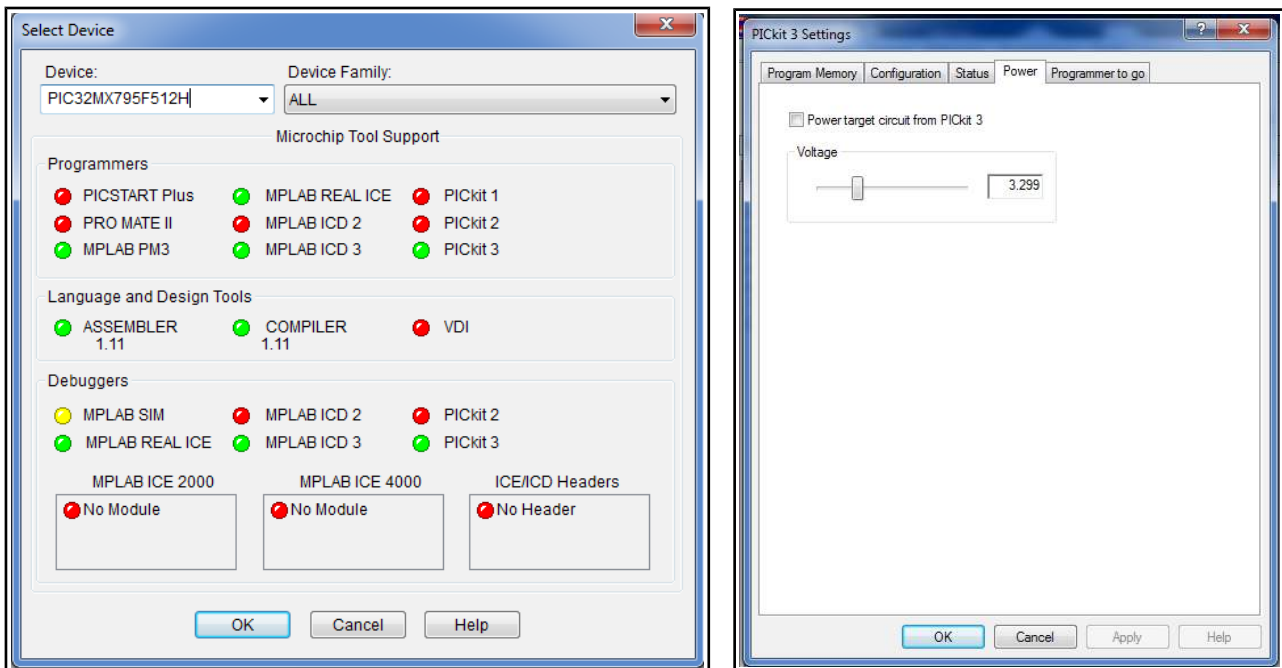 Select Device
Device:
Device Family:
PIC32MX795F512H
ALL
Microchip Tool Support
Programmers
PICSTART Plus MPLAB REAL ICE PICkit 1
PRO MATE II MPLAB ICD 2 PICkit 2
MPLAB PM3 MPLAB ICD 3 PICkit 3
Language and Design Tools
ASSEMBLER COMPILER VDI
1.11 1.11
Debuggers
MPLAB SIM MPLAB ICD 2 PICkit 2
MPLAB REAL ICE MPLAB ICD 3 PICkit 3
MPLAB ICE 2000 MPLAB ICE 4000 ICE/ICD Headers
No Module No Module No Header
OK Cancel Help
PICkit 3 Settings
Program Memory Configuration Status Power Programmer to go
Power target circuit from PICkit 3
Voltage
3.299
OK Cancel Apply Help